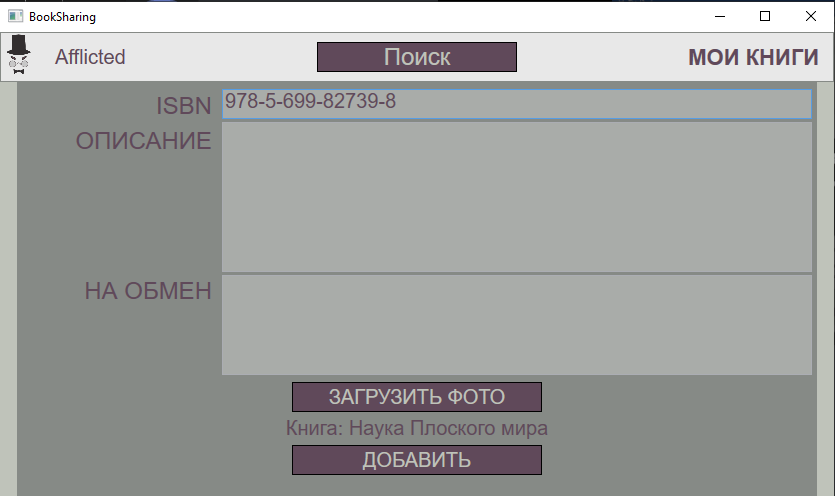 BookSharing
Afflicted
Поиск
МОИ КНИГИ
ISBN
978-5-699-82739-8
ОПИСАНИЕ
НА ОБМЕН
ЗАГРУЗИТЬ ФОТО
Книга: Наука Плоского мира
ДОБАВИТЬ